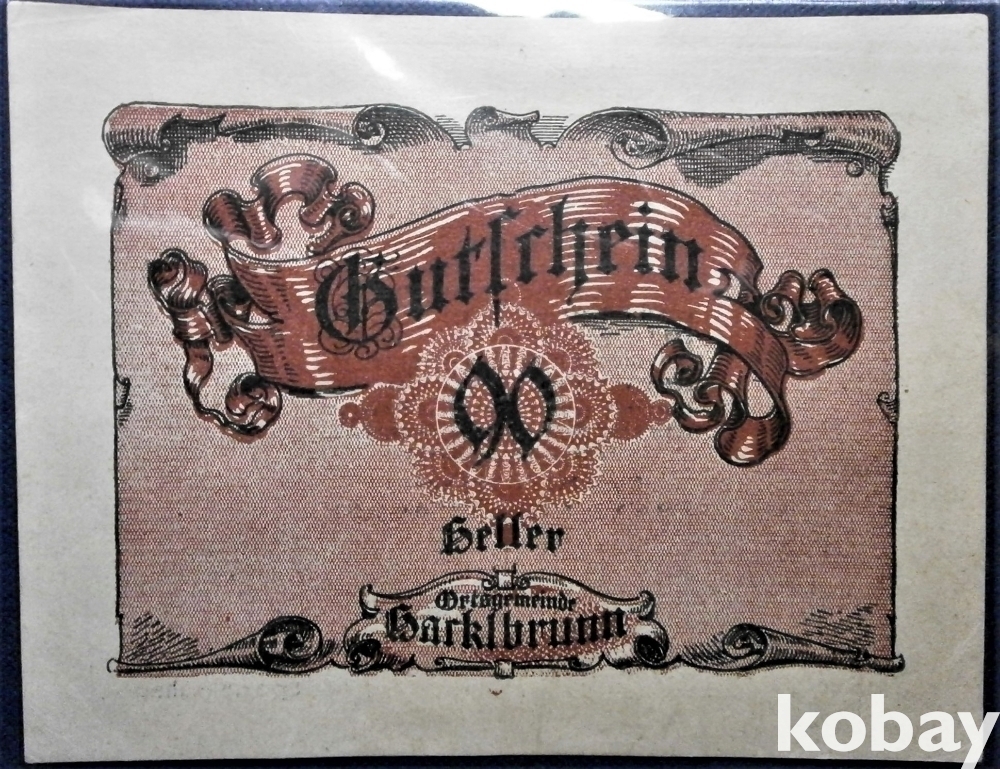 Gutschein
90
Heller
Ortsgemeinde
Hacklbrunn
kobay